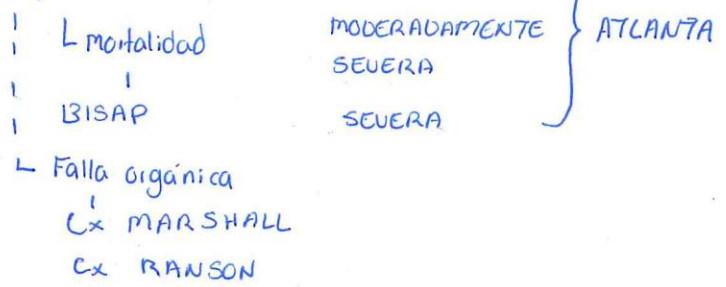 L mortalidad MODERADAMENTE } ATLANTA
SEVERA
BISAP SEVERA
L Falla orgánica
Cx MARSHALL
Cx RANSON